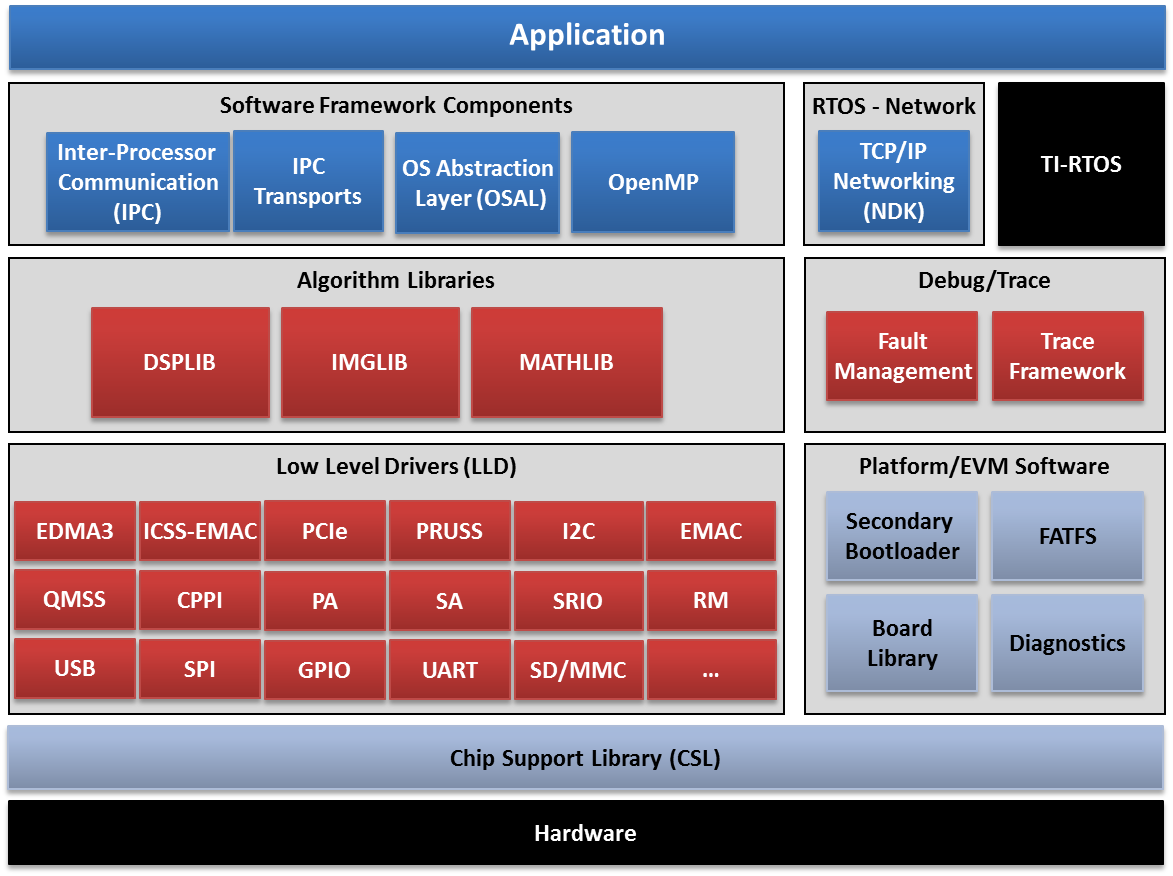 Application
Software Framework Components
Inter-Processor
Communication
(IPC)
IPC
Transports
OS Abstraction
Layer (OSAL)
OpenMP
RTOS - Network
TCP/IP
Networking
(NDK)
TI-RTOS
Algorithm Libraries
DSPLIB
IMGLIB
MATHLIB
Debug/Trace
Fault
Management
Trace
Framework
Low Level Drivers (LLD)
EDMA3
ICSS-EMAC
PCIe
PRUSS
I2C
EMAC
QMSS
CPPI
PA
SA
SRIO
RM
USB
SPI
GPIO
UART
SD/MMC
...
Platform/EVM Software
Secondary
Bootloader
FATFS
Board
Library
Diagnostics
Chip Support Library (CSL)
Hardware